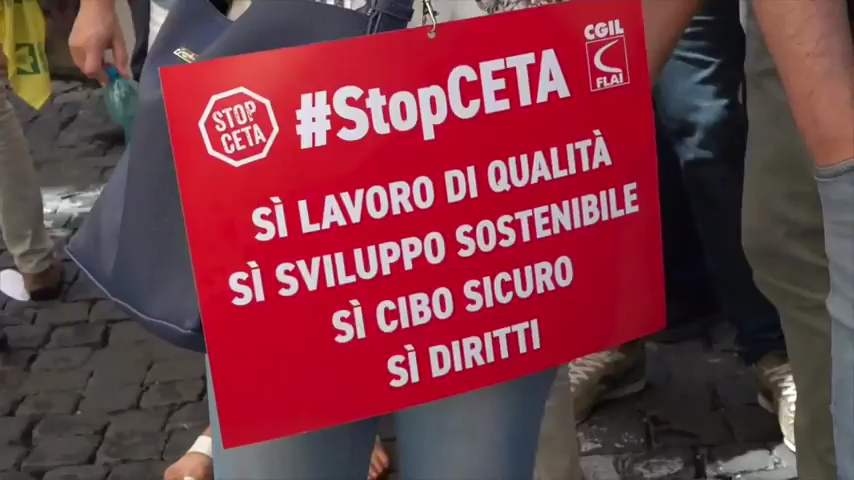 STOP
CETA
#StopCETA
CGIL
FLAI
SÌ LAVORO DI QUALITÀ
SÌ SVILUPPO SOSTENIBILE
SÌ CIBO SICURO
SÌ DIRITTI